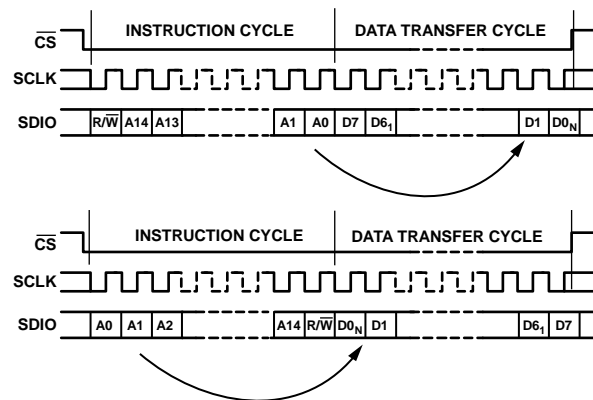 INSTRUCTION CYCLE DATA TRANSFER CYCLE
CS
SCLK
SDIO R/W A14 A13 A1 A0 D7 D6₁ D1 D0N
INSTRUCTION CYCLE DATA TRANSFER CYCLE
CS
SCLK
SDIO A0 A1 A2 A14 R/W D0N D1 D6₁ D7